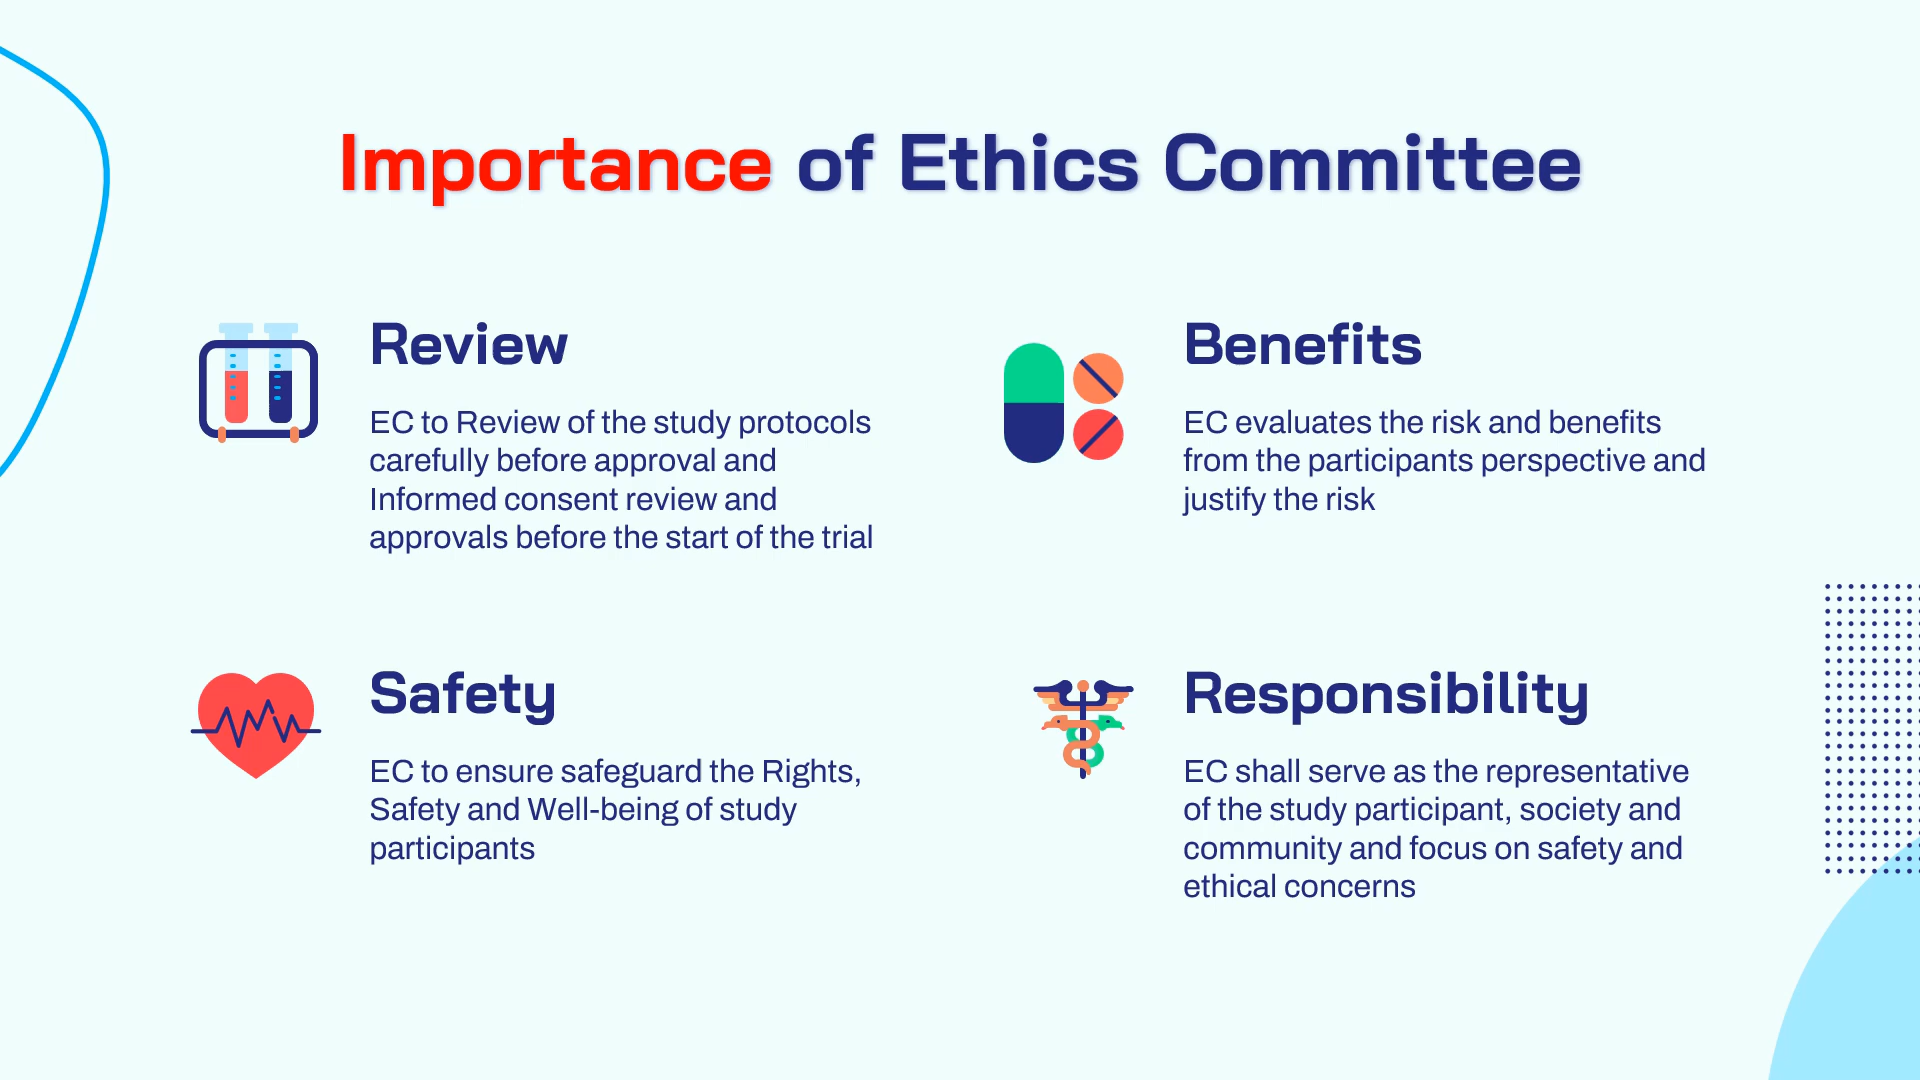 Importance of Ethics Committee
Review
EC to Review of the study protocols
carefully before approval and
Informed consent review and
approvals before the start of the trial
Benefits
EC evaluates the risk and benefits
from the participants perspective and
justify the risk
Safety
EC to ensure safeguard the Rights,
Safety and Well-being of study
participants
Responsibility
EC shall serve as the representative
of the study participant, society and
community and focus on safety and
ethical concerns